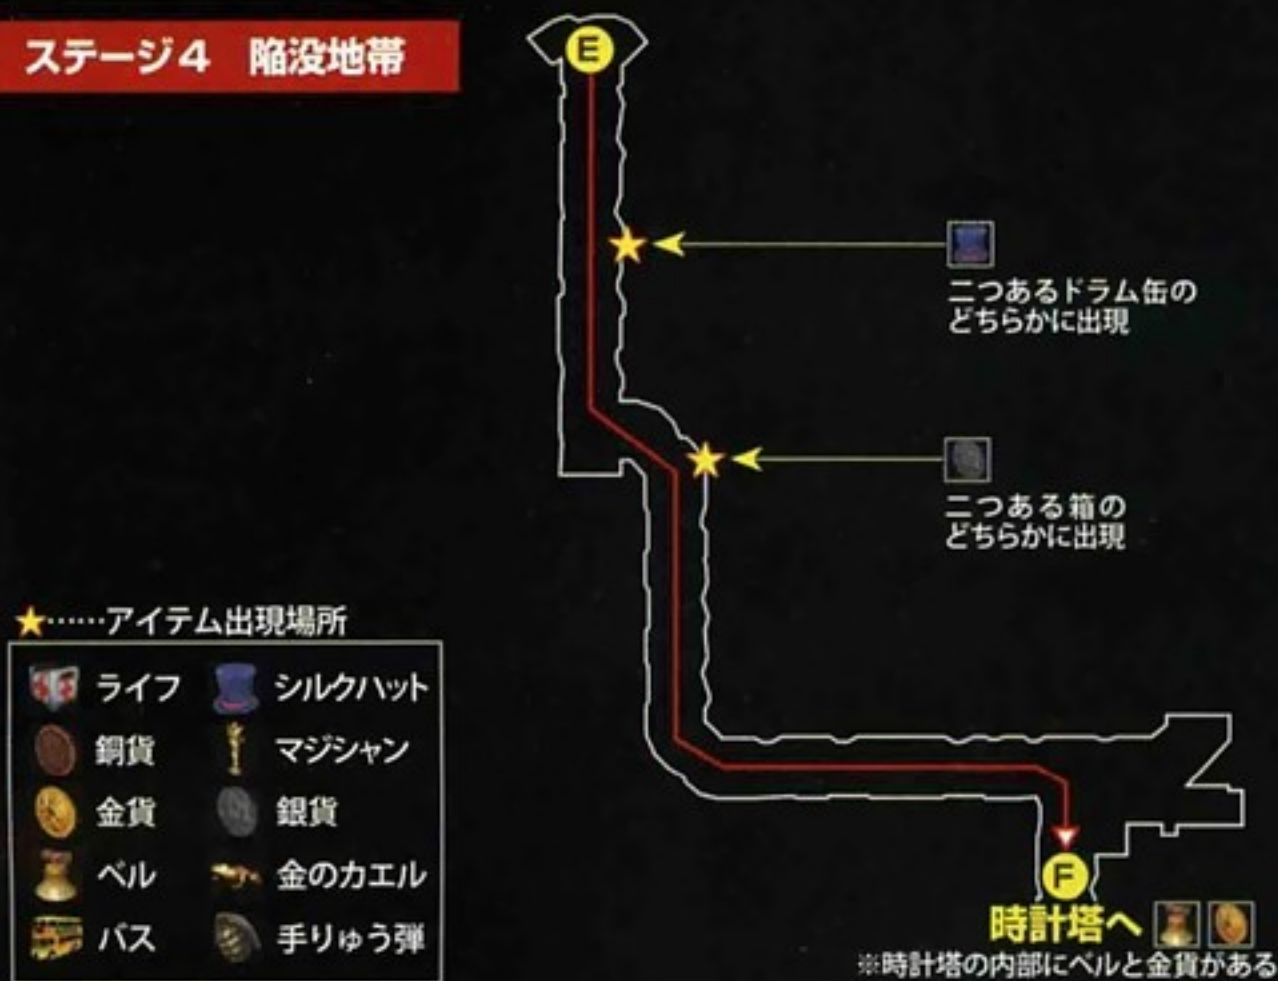 ステージ4 陥没地帯
E
二つあるドラム缶の
どちらかに出現
二つある箱の
どちらかに出現
★……アイテム出現場所
ライフ シルクハット
銅貨 マジシャン
金貨 銀貨
ベル 金のカエル
バス 手りゅう弾
F
時計塔へ
※時計塔の内部にベルと金貨がある